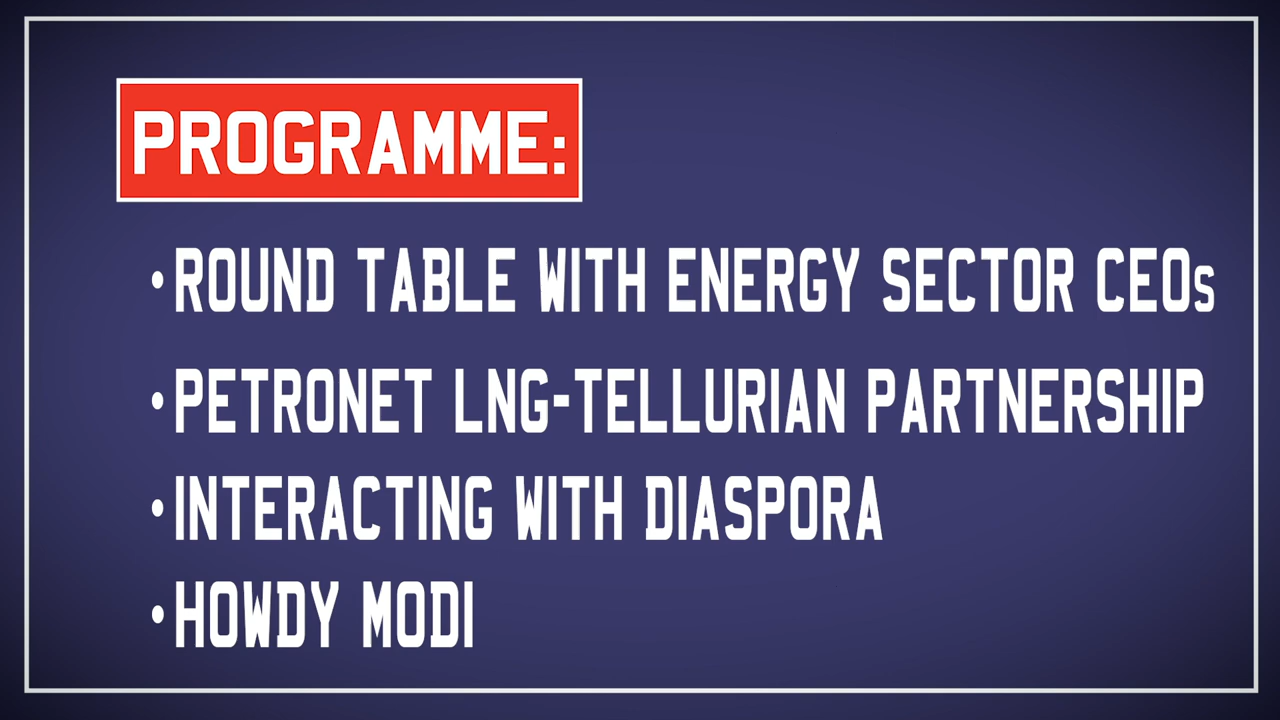 PROGRAMME:
• ROUND TABLE WITH ENERGY SECTOR CEOs
• PETRONET LNG-TELLURIAN PARTNERSHIP
• INTERACTING WITH DIASPORA
• HOWDY MODI